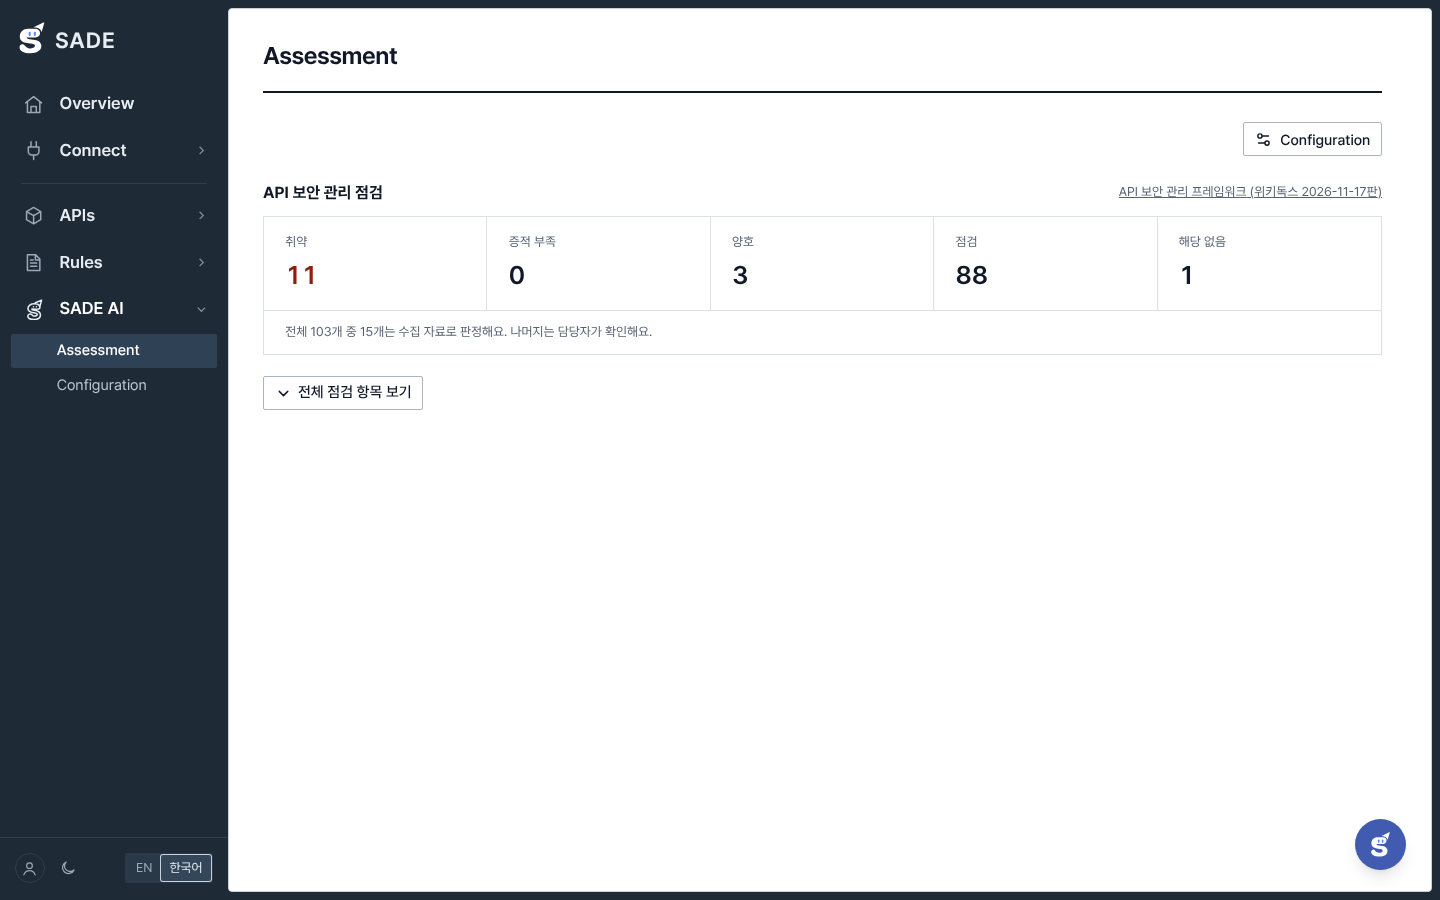 SADE
Overview
Connect
APIs
Rules
SADE AI
Assessment
Configuration
EN
한국어
Assessment
Configuration
API 보안 관리 점검
API 보안 관리 프레임워크 (위키독스 2026-11-17판)
취약
11
증적 부족
0
양호
3
점검
88
해당 없음
1
전체 103개 중 15개는 수집 자료로 판정해요. 나머지는 담당자가 확인해요.
전체 점검 항목 보기